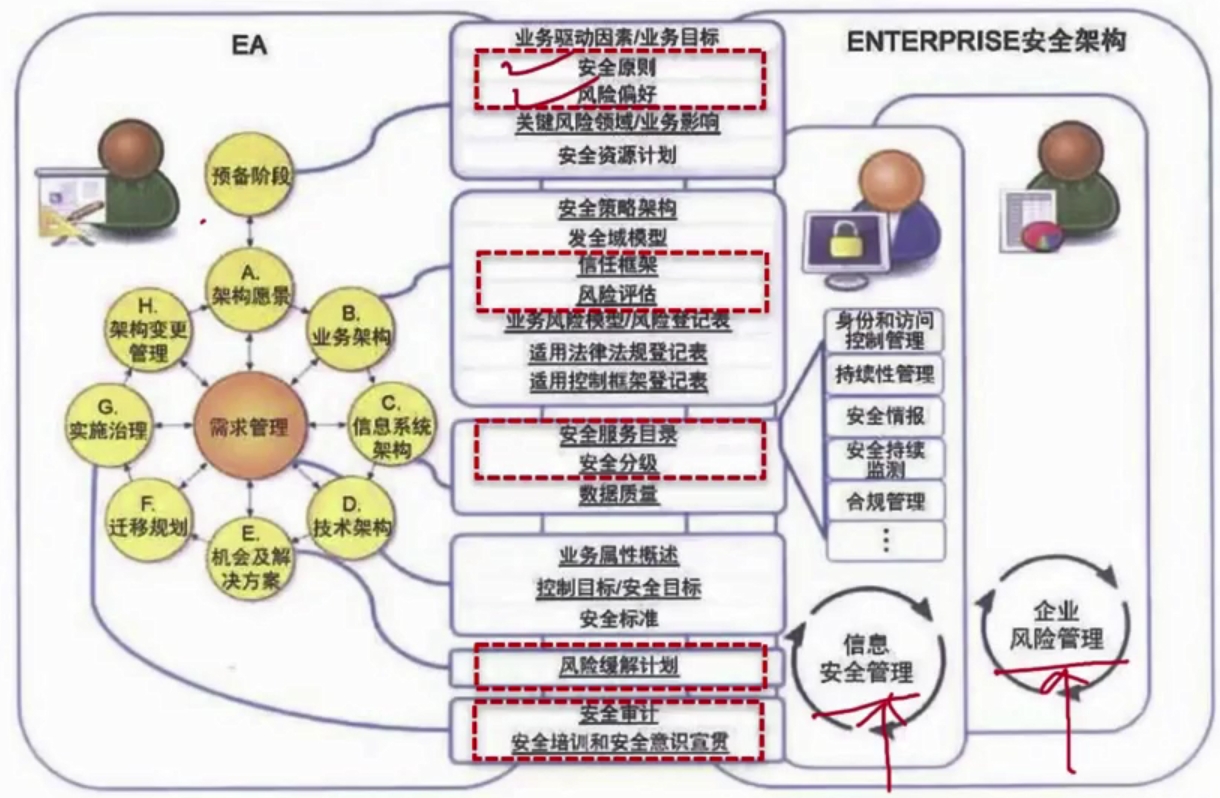 EA
ENTERPRISE安全架构
业务驱动因素/业务目标
安全原则
风险偏好
关键风险领域/业务影响
安全资源计划
预备阶段
安全策略架构
发全域模型
信任框架
风险评估
业务风险模型/风险登记表
适用法律法规登记表
适用控制框架登记表
A.
架构愿景
H.
架构变更
管理
B.
业务架构
G.
实施治理
需求管理
C.
信息系统
架构
F.
迁移规划
D.
技术架构
E.
机会及解
决方案
安全服务目录
安全分级
数据质量
业务属性概述
控制目标/安全目标
安全标准
风险缓解计划
安全审计
安全培训和安全意识宣贯
身份和访问
控制管理
持续性管理
安全情报
安全持续
监测
合规管理
⋮
信息
安全管理
企业
风险管理